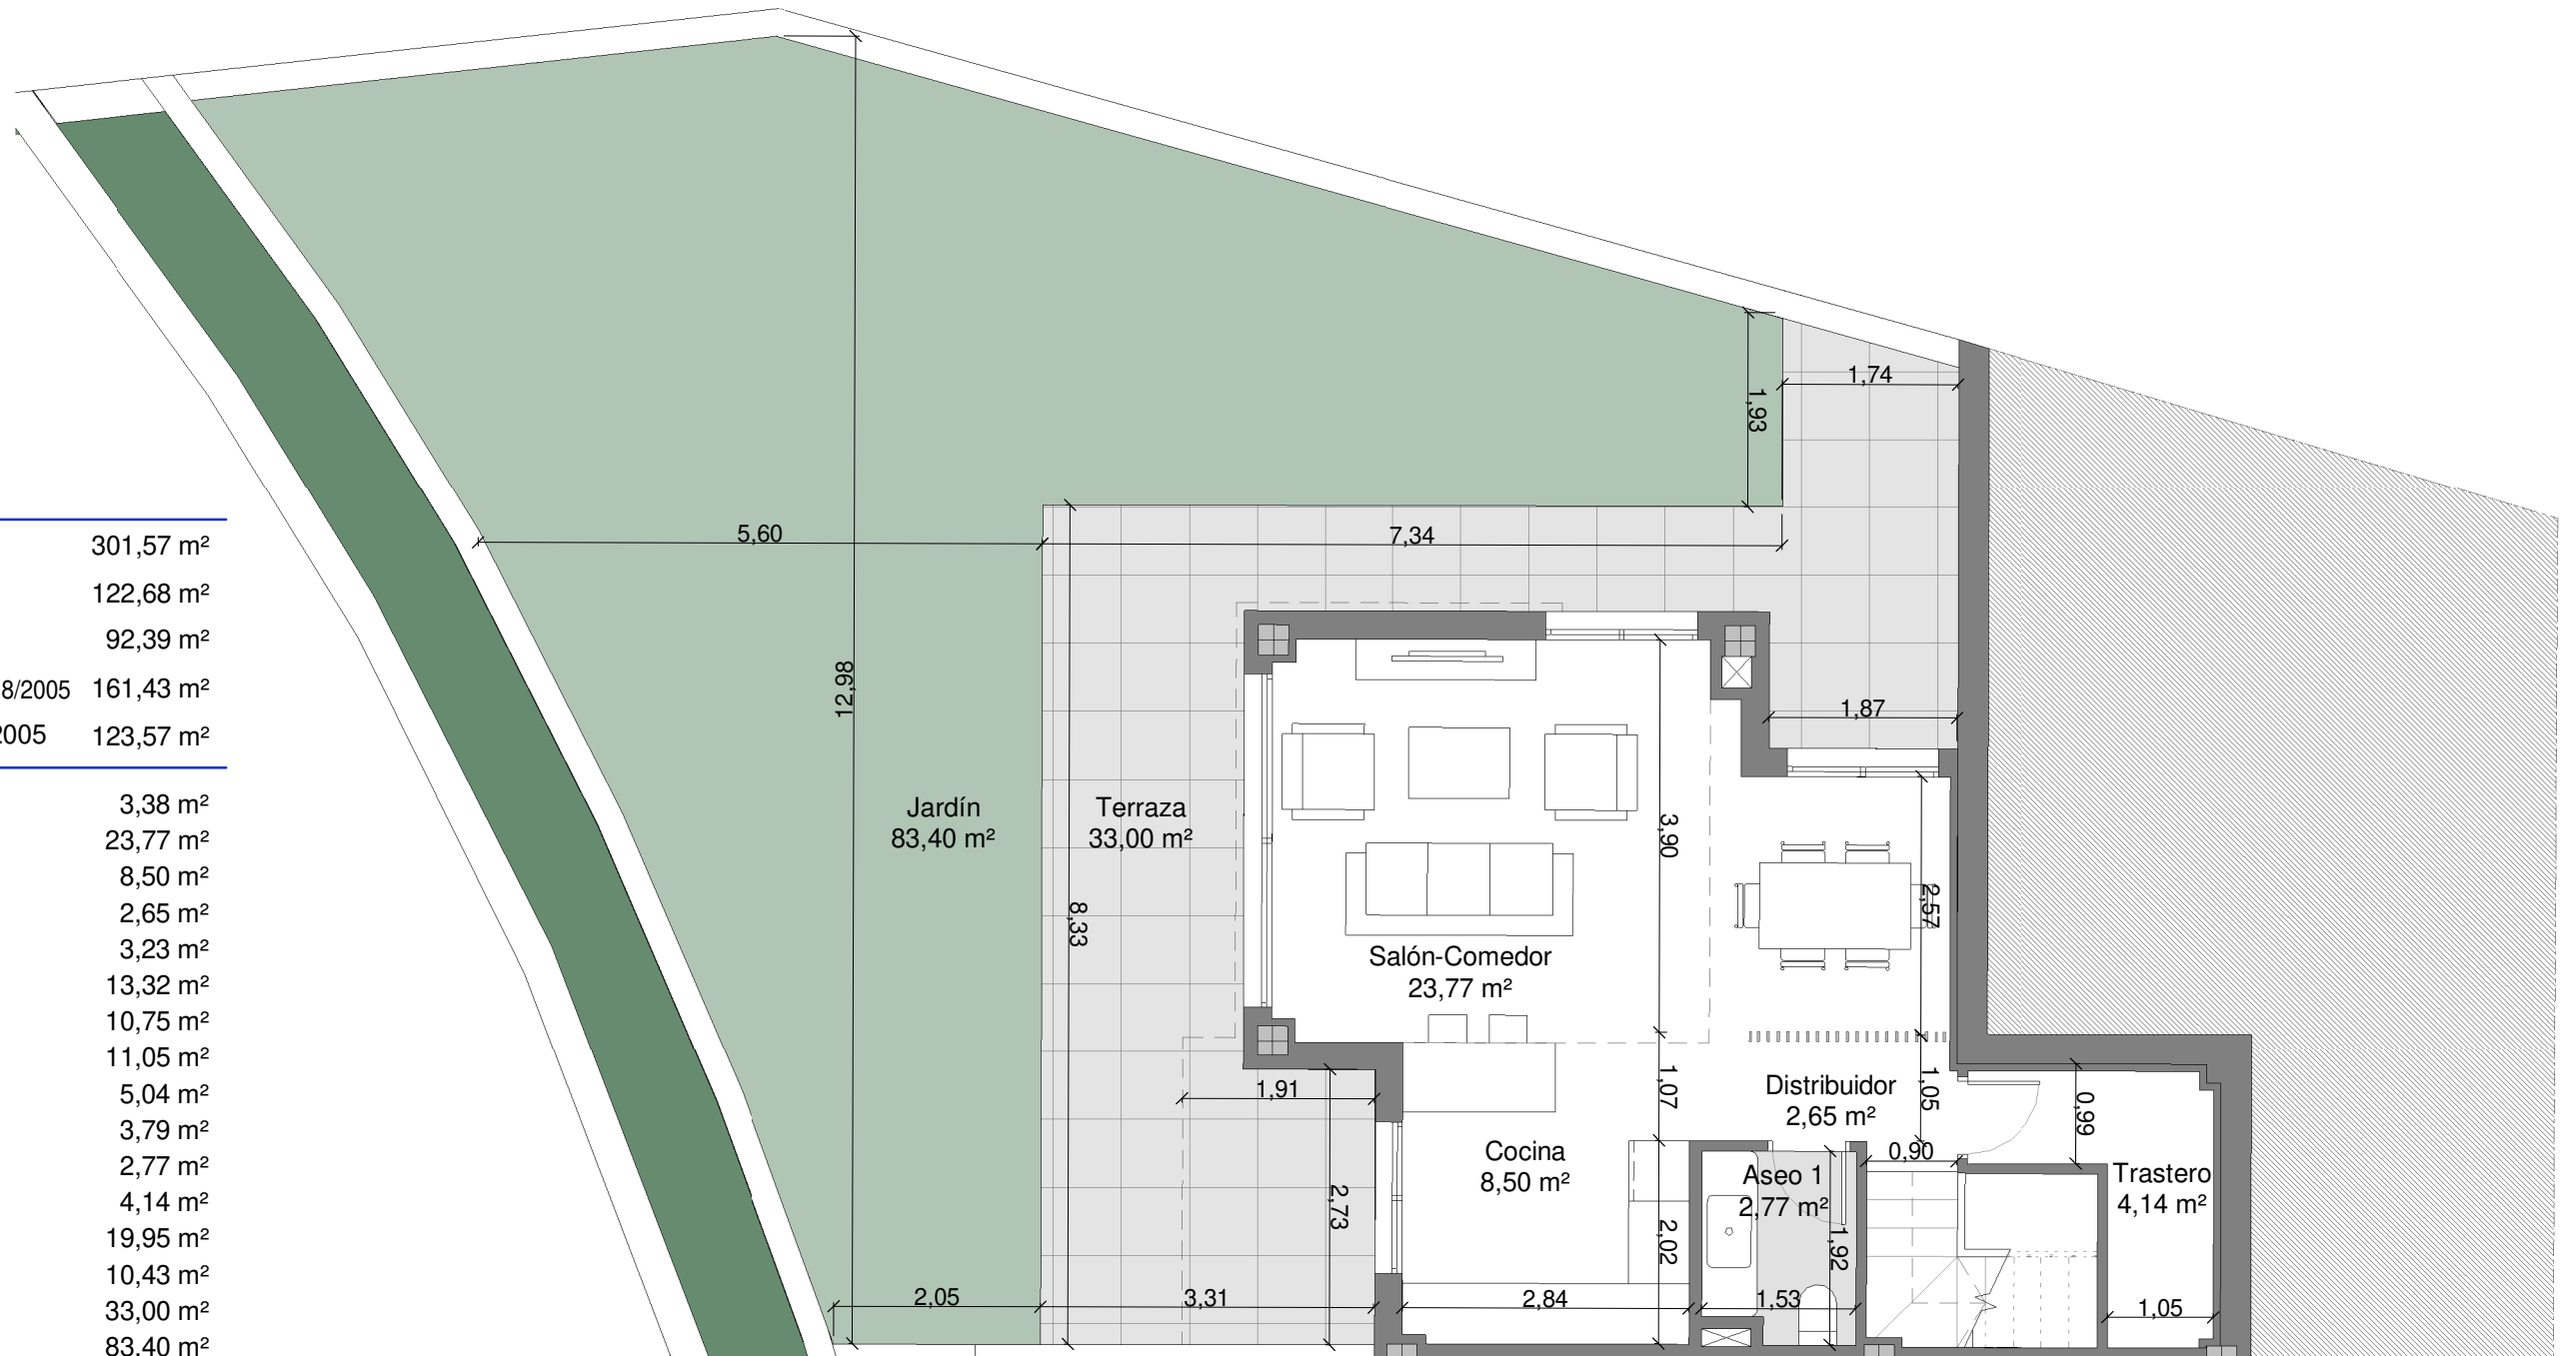 301,57 m²
122,68 m²
92,39 m²
8/2005 161,43 m²
2005 123,57 m²
3,38 m²
23,77 m²
8,50 m²
2,65 m²
3,23 m²
13,32 m²
10,75 m²
11,05 m²
5,04 m²
3,79 m²
2,77 m²
4,14 m²
19,95 m²
10,43 m²
33,00 m²
83,40 m²
1,74
1,93
5,60
7,34
12,98
1,87
Jardín
83,40 m²
Terraza
33,00 m²
8,33
3,90
2,57
Salón-Comedor
23,77 m²
1,91
1,07
Distribuidor
2,65 m²
1,05
0,99
0,90
Cocina
8,50 m²
Aseo 1
2,77 m²
Trastero
4,14 m²
2,73
2,02
1,92
2,05
3,31
2,84
1,53
1,05